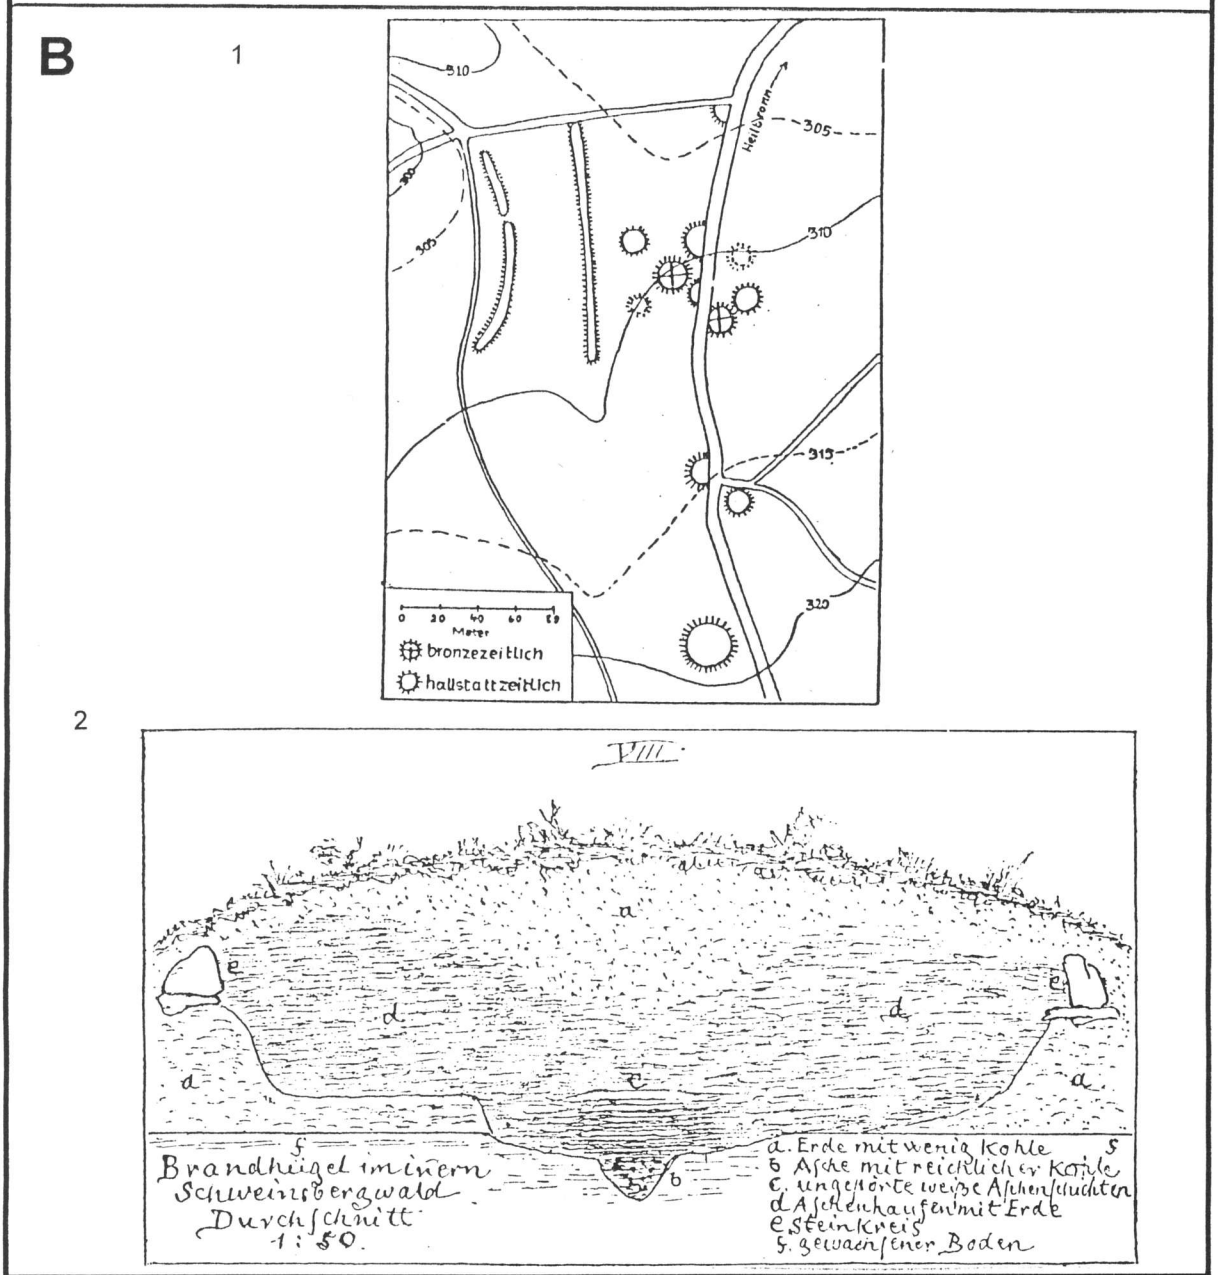 B
1
310
305
Heilbronn
300
305
310
315
320
0 20 40 60 80
Meter
bronzezeitlich
hallstattzeitlich
2
VIII
a
e
e
d
d
c
a
a
b
f
f
Brandhügel im innern
Schweinsbergwald
Durchschnitt
1:50.
a. Erde mit wenig Kohle
b Asche mit reichlicher Kohle
c. ungestörte weiße Aschenschichten
d Aschenhaufen mit Erde
e Steinkreis
f. gewachsener Boden